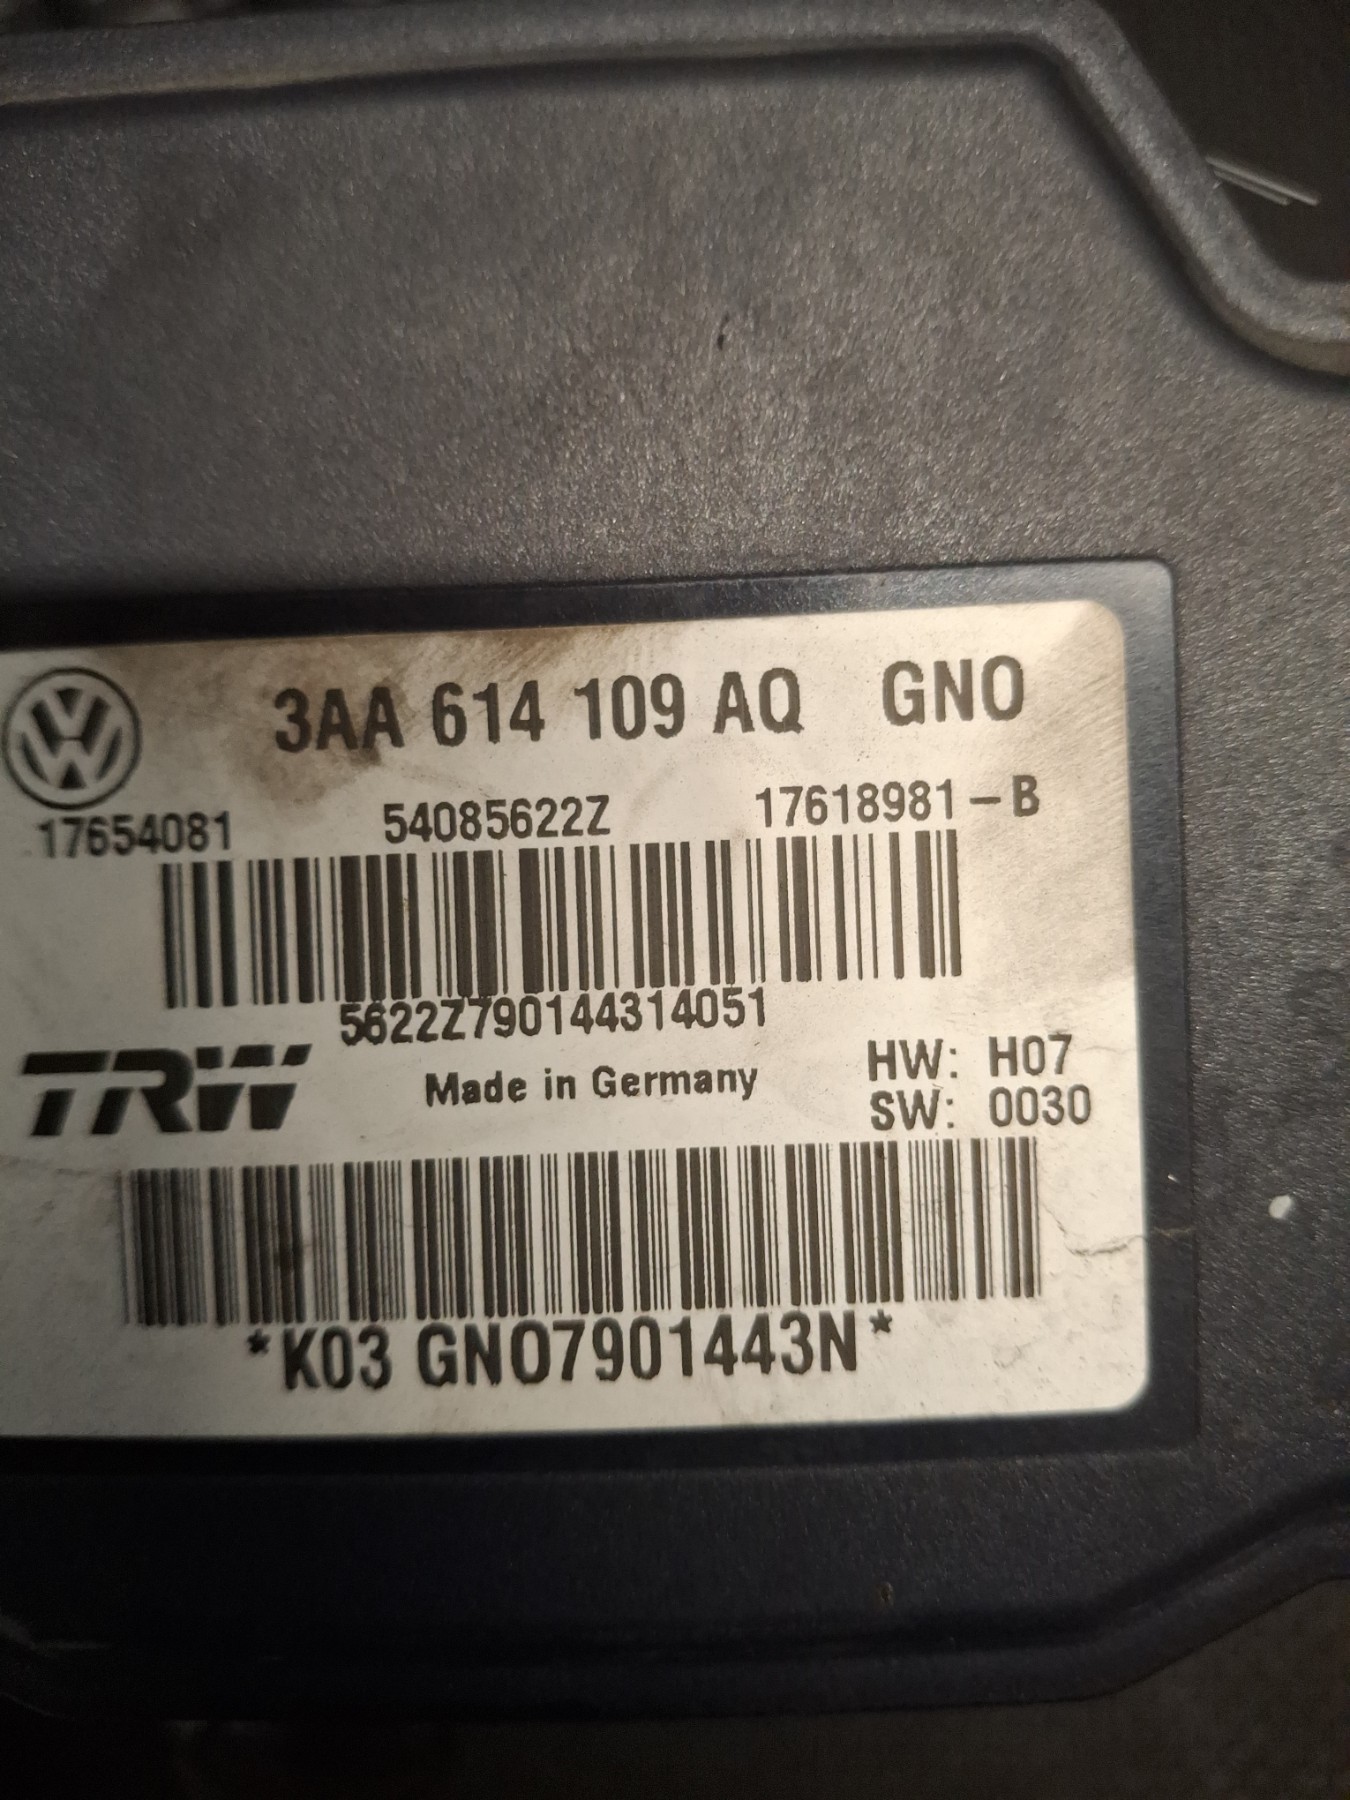 3AA 614 109 AQ GNO
17654081 54085622Z 17618981-B
5622Z790144314051
TRW Made in Germany HW: H07
SW: 0030
*K03 GNO7901443N*